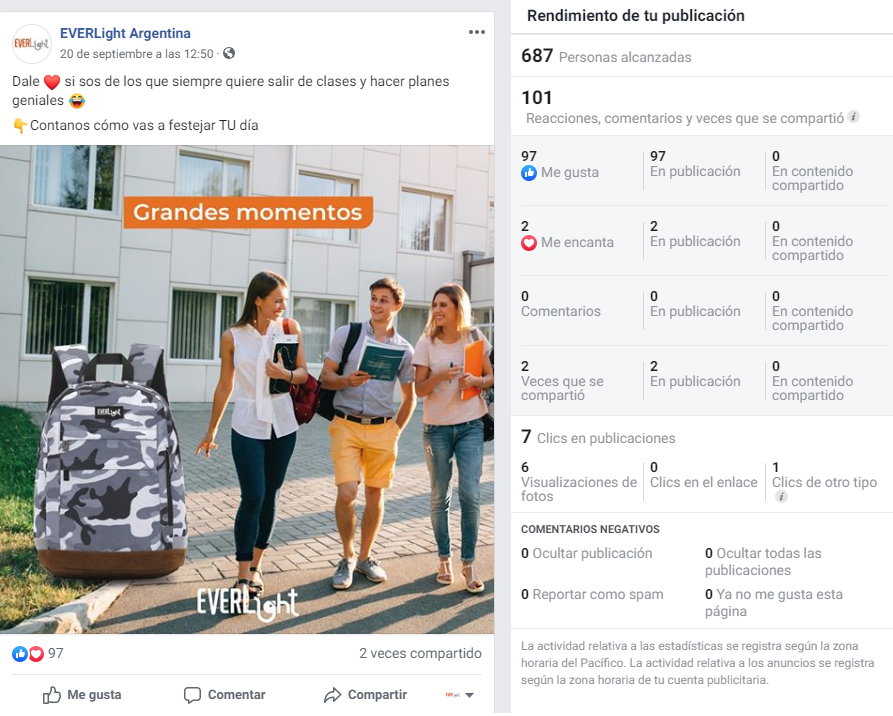 EVERLight
EVERLight Argentina
20 de septiembre a las 12:50 ·
Dale ❤️ si sos de los que siempre quiere salir de clases y hacer planes
geniales 😂
👇Contanos cómo vas a festejar TU día
Grandes momentos
EVERLight
EVERLight
97
2 veces compartido
Me gusta
Comentar
Compartir
Rendimiento de tu publicación
687 Personas alcanzadas
101
Reacciones, comentarios y veces que se compartió i
97
Me gusta
97
En publicación
0
En contenido
compartido
2
Me encanta
2
En publicación
0
En contenido
compartido
0
Comentarios
0
En publicación
0
En contenido
compartido
2
Veces que se
compartió
2
En publicación
0
En contenido
compartido
7 Clics en publicaciones
6
Visualizaciones de
fotos
0
Clics en el enlace
1
Clics de otro tipo
i
COMENTARIOS NEGATIVOS
0 Ocultar publicación
0 Ocultar todas las
publicaciones
0 Reportar como spam
0 Ya no me gusta esta
página
La actividad relativa a las estadísticas se registra según la zona
horaria del Pacífico. La actividad relativa a los anuncios se registra
según la zona horaria de tu cuenta publicitaria.